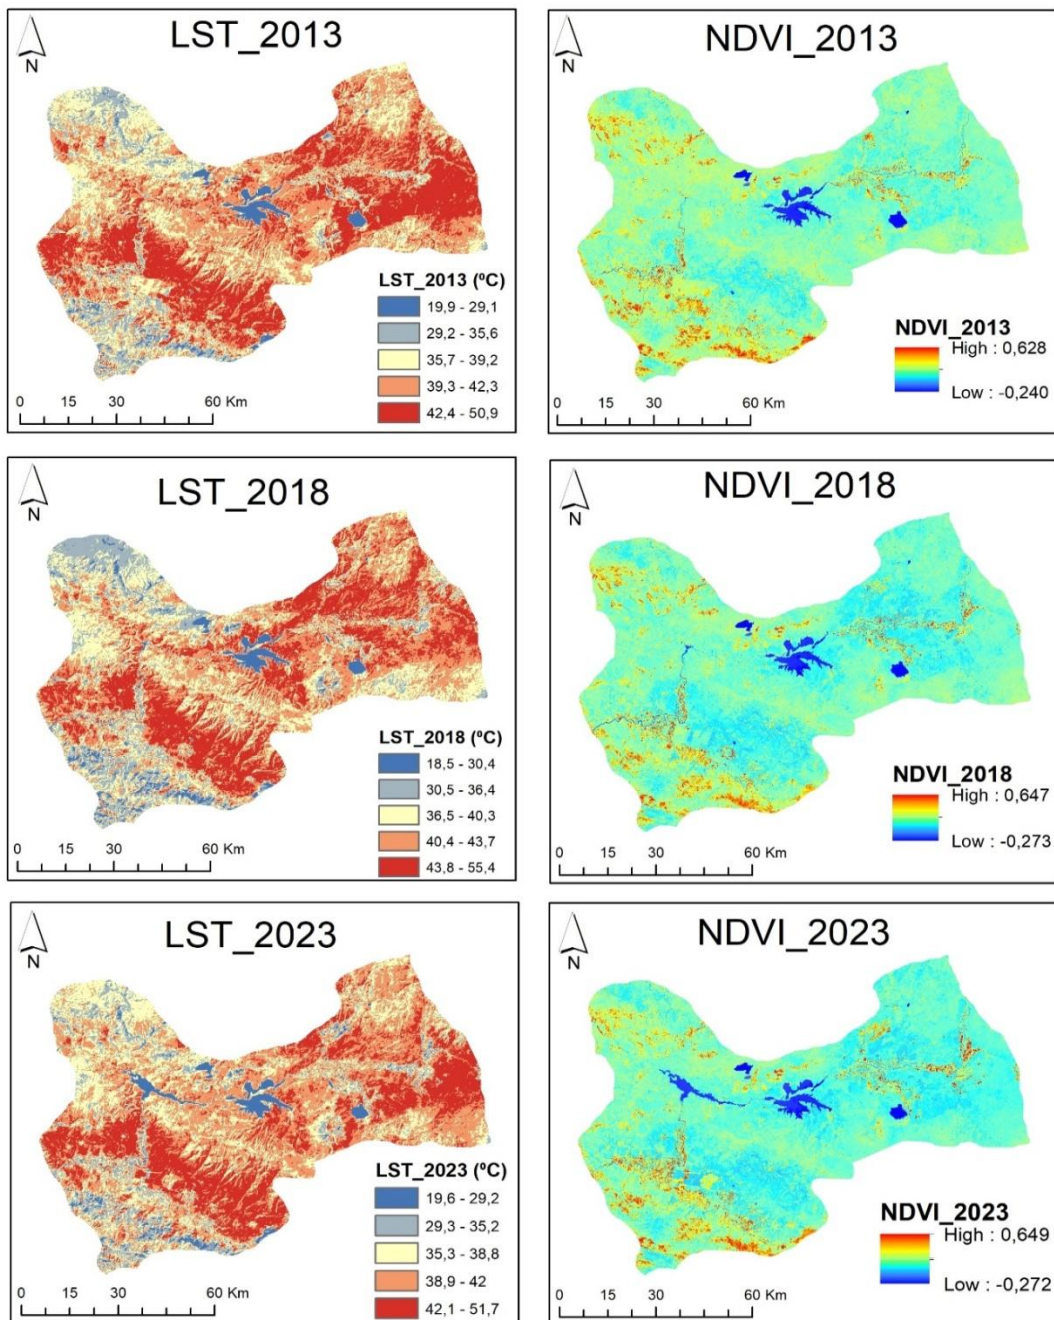 LST_2013
N
LST_2013 (ºC)
19,9 - 29,1
29,2 - 35,6
35,7 - 39,2
39,3 - 42,3
42,4 - 50,9
0 15 30 60 Km
NDVI_2013
N
NDVI_2013
High : 0,628
Low : -0,240
0 15 30 60 Km
LST_2018
N
LST_2018 (ºC)
18,5 - 30,4
30,5 - 36,4
36,5 - 40,3
40,4 - 43,7
43,8 - 55,4
0 15 30 60 Km
NDVI_2018
N
NDVI_2018
High : 0,647
Low : -0,273
0 15 30 60 Km
LST_2023
N
LST_2023 (ºC)
19,6 - 29,2
29,3 - 35,2
35,3 - 38,8
38,9 - 42
42,1 - 51,7
0 15 30 60 Km
NDVI_2023
N
NDVI_2023
High : 0,649
Low : -0,272
0 15 30 60 Km